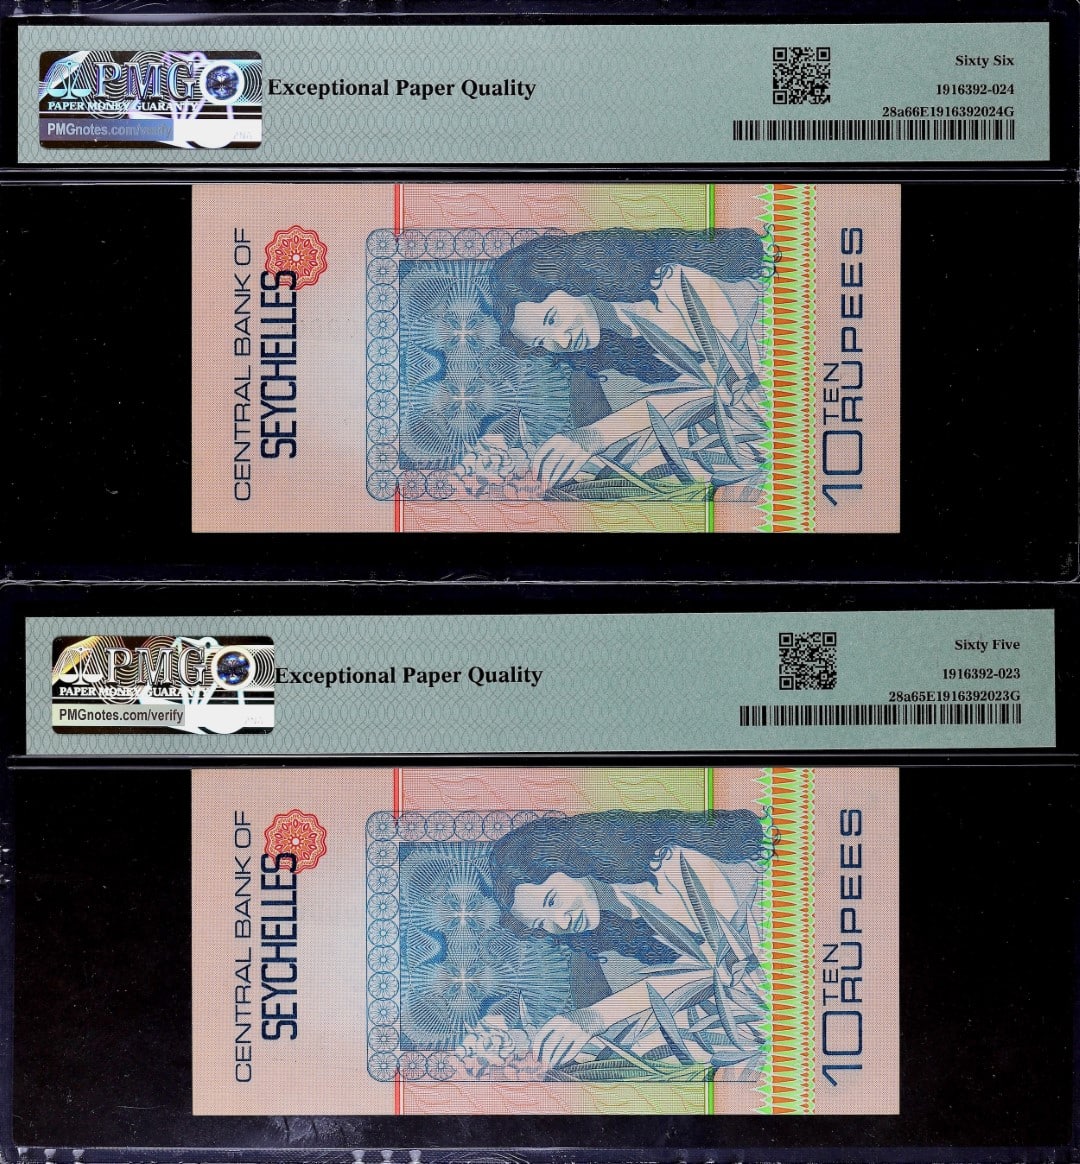 PMG
PAPER MONEY GUARANTY
PMGnotes.com/verify
Exceptional Paper Quality
Sixty Six
1916392-024
28a66E1916392024G
CENTRAL BANK OF
SEYCHELLES
10 TEN
RUPEES
PMG
PAPER MONEY GUARANTY
PMGnotes.com/verify
Exceptional Paper Quality
Sixty Five
1916392-023
28a65E1916392023G
CENTRAL BANK OF
SEYCHELLES
10 TEN
RUPEES